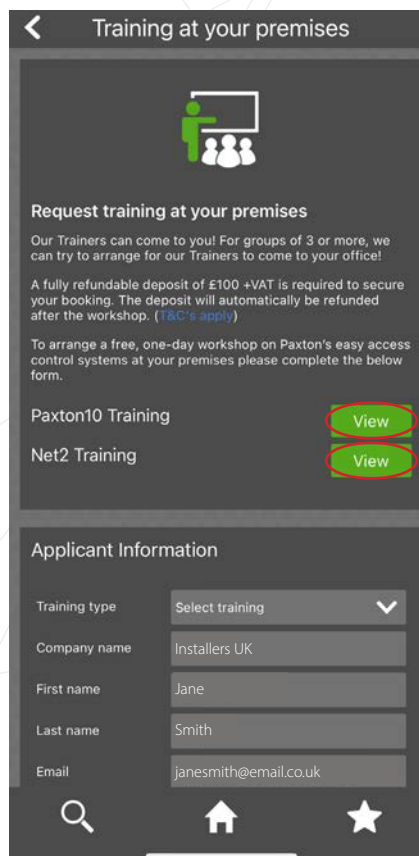 Training at your premises
Request training at your premises
Our Trainers can come to you! For groups of 3 or more, we
can try to arrange for our Trainers to come to your office!
A fully refundable deposit of £100 +VAT is required to secure
your booking. The deposit will automatically be refunded
after the workshop. (T&C's apply)
To arrange a free, one-day workshop on Paxton's easy access
control systems at your premises please complete the below
form.
Paxton10 Training View
Net2 Training View
Applicant Information
Training type Select training
Company name Installers UK
First name Jane
Last name Smith
Email janesmith@email.co.uk